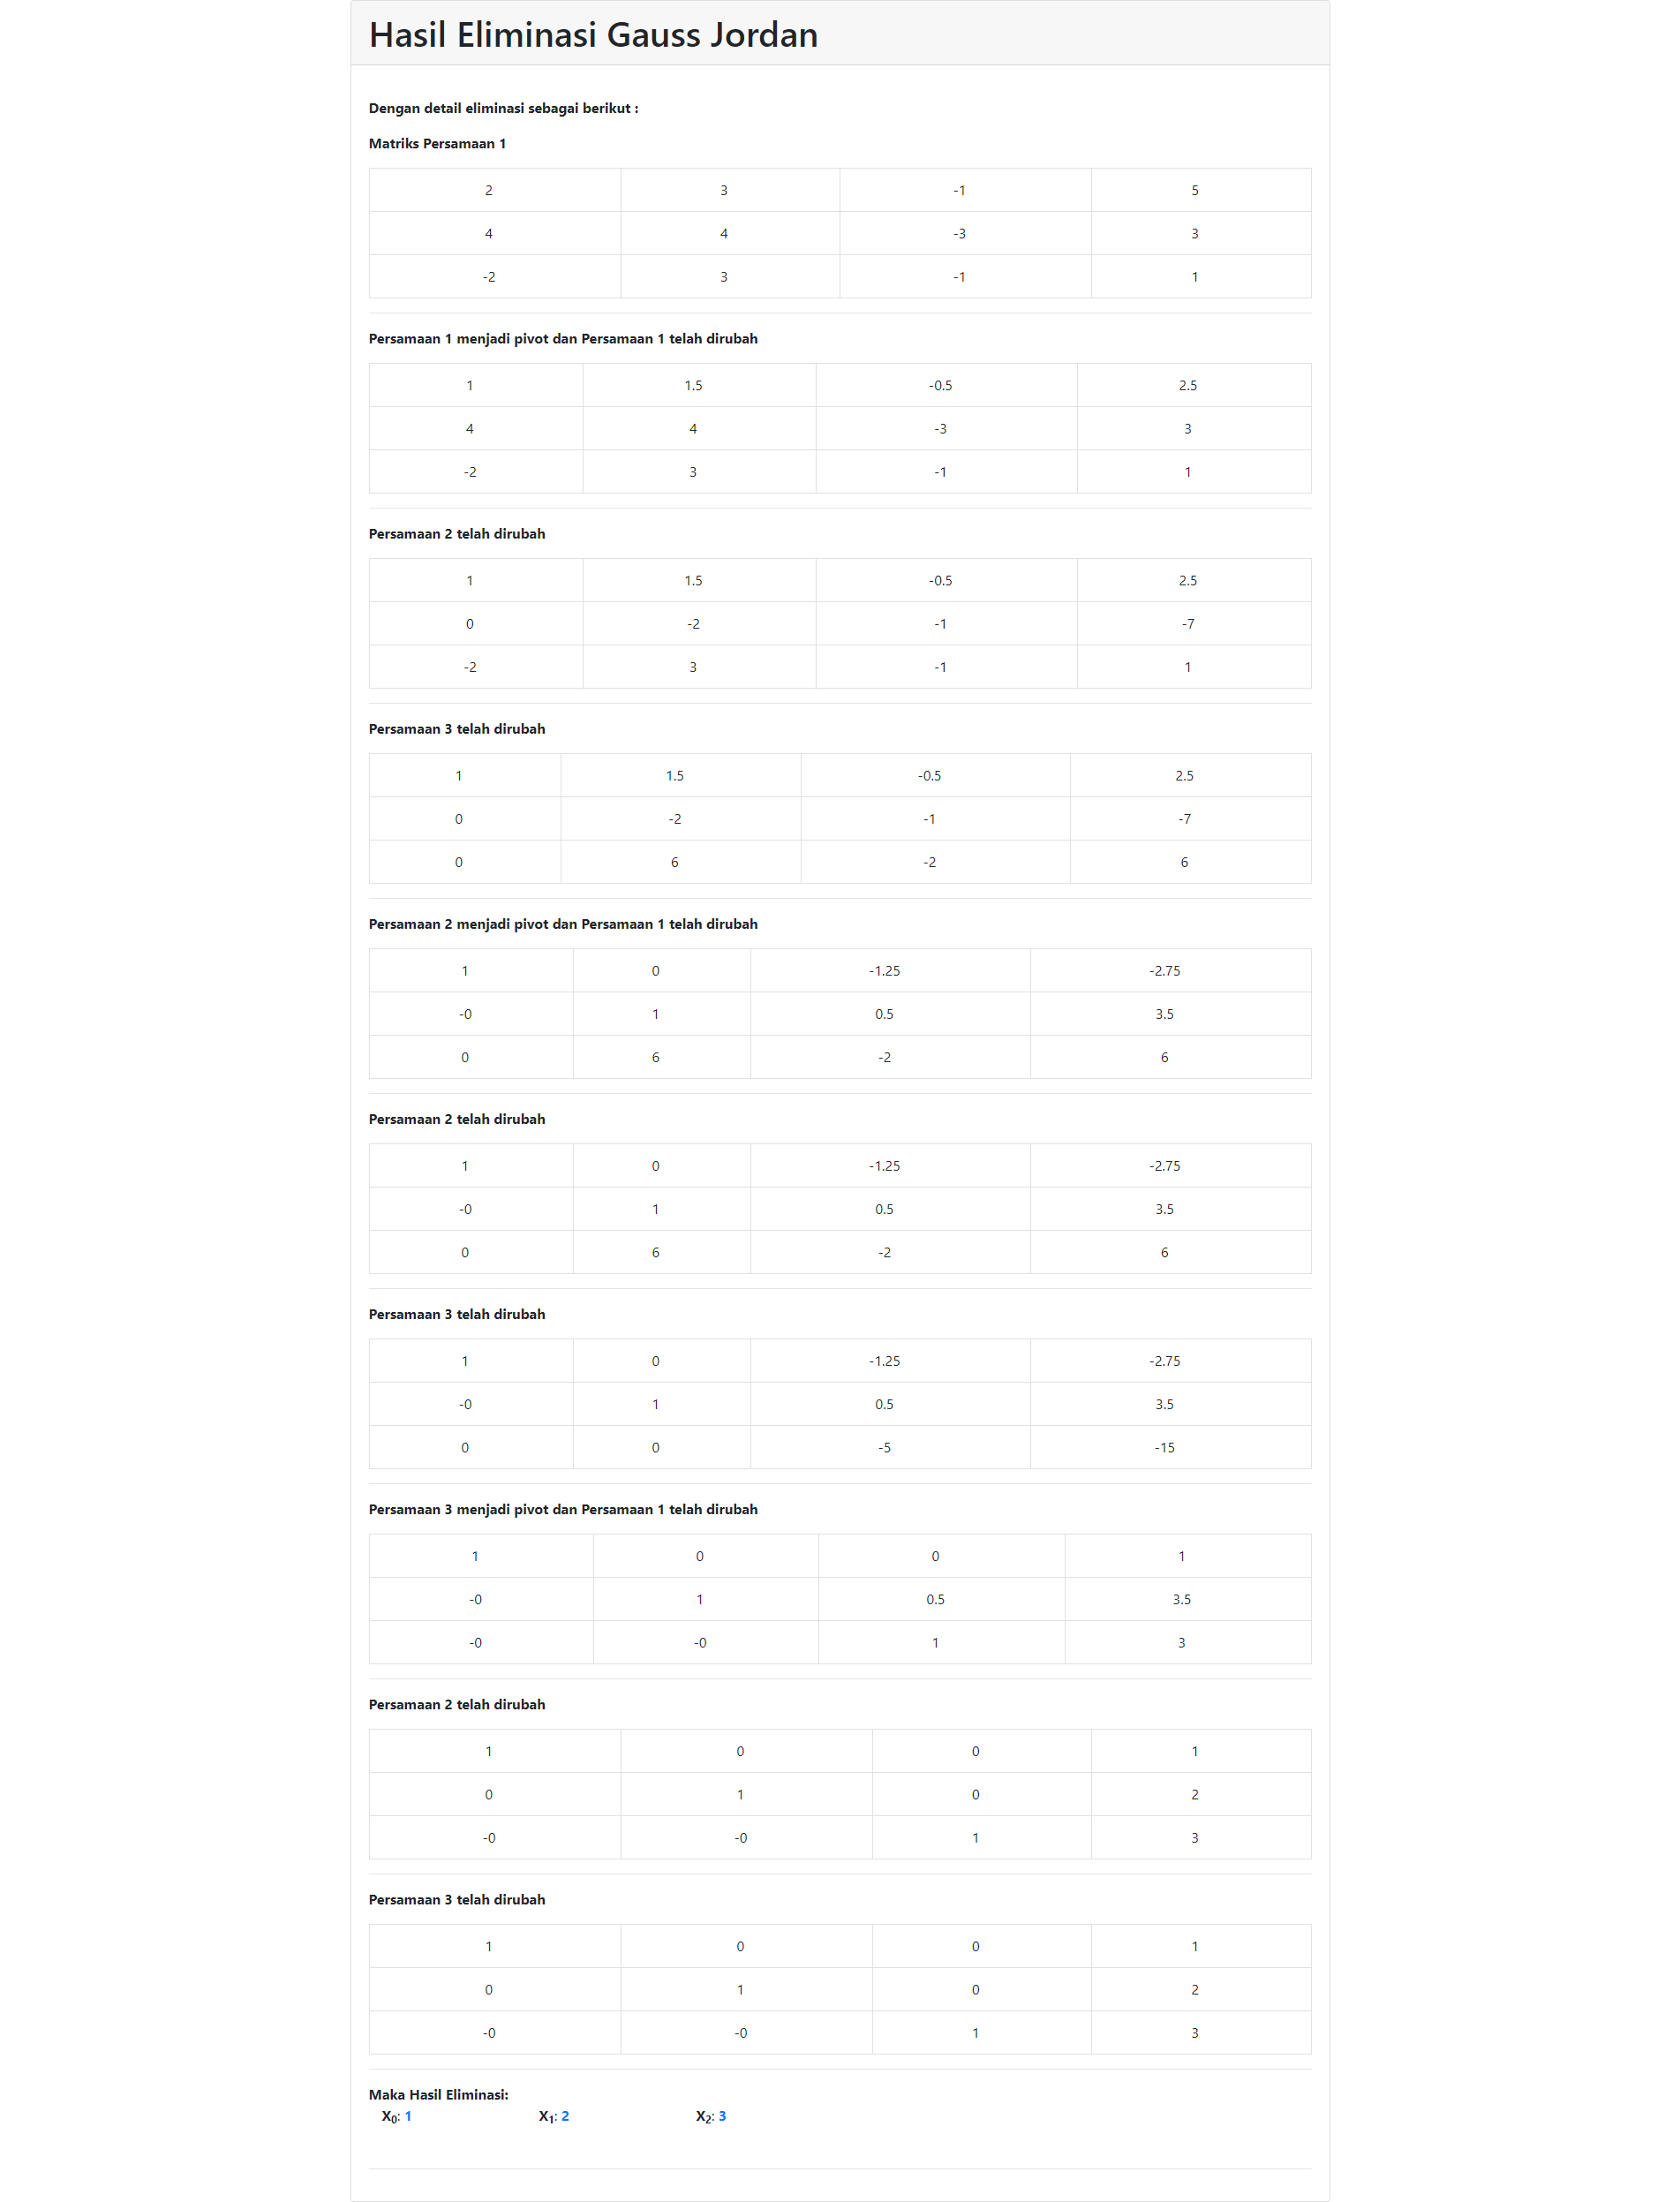 Hasil Eliminasi Gauss Jordan
Dengan detail eliminasi sebagai berikut :
Matriks Persamaan 1
2 3 -1 5
4 4 -3 3
-2 3 -1 1
Persamaan 1 menjadi pivot dan Persamaan 1 telah dirubah
1 1.5 -0.5 2.5
4 4 -3 3
-2 3 -1 1
Persamaan 2 telah dirubah
1 1.5 -0.5 2.5
0 -2 -1 -7
-2 3 -1 1
Persamaan 3 telah dirubah
1 1.5 -0.5 2.5
0 -2 -1 -7
0 6 -2 6
Persamaan 2 menjadi pivot dan Persamaan 1 telah dirubah
1 0 -1.25 -2.75
-0 1 0.5 3.5
0 6 -2 6
Persamaan 2 telah dirubah
1 0 -1.25 -2.75
-0 1 0.5 3.5
0 6 -2 6
Persamaan 3 telah dirubah
1 0 -1.25 -2.75
-0 1 0.5 3.5
0 0 -5 -15
Persamaan 3 menjadi pivot dan Persamaan 1 telah dirubah
1 0 0 1
-0 1 0.5 3.5
-0 -0 1 3
Persamaan 2 telah dirubah
1 0 0 1
0 1 0 2
-0 -0 1 3
Persamaan 3 telah dirubah
1 0 0 1
0 1 0 2
-0 -0 1 3
Maka Hasil Eliminasi:
X₀: 1 X₁: 2 X₂: 3